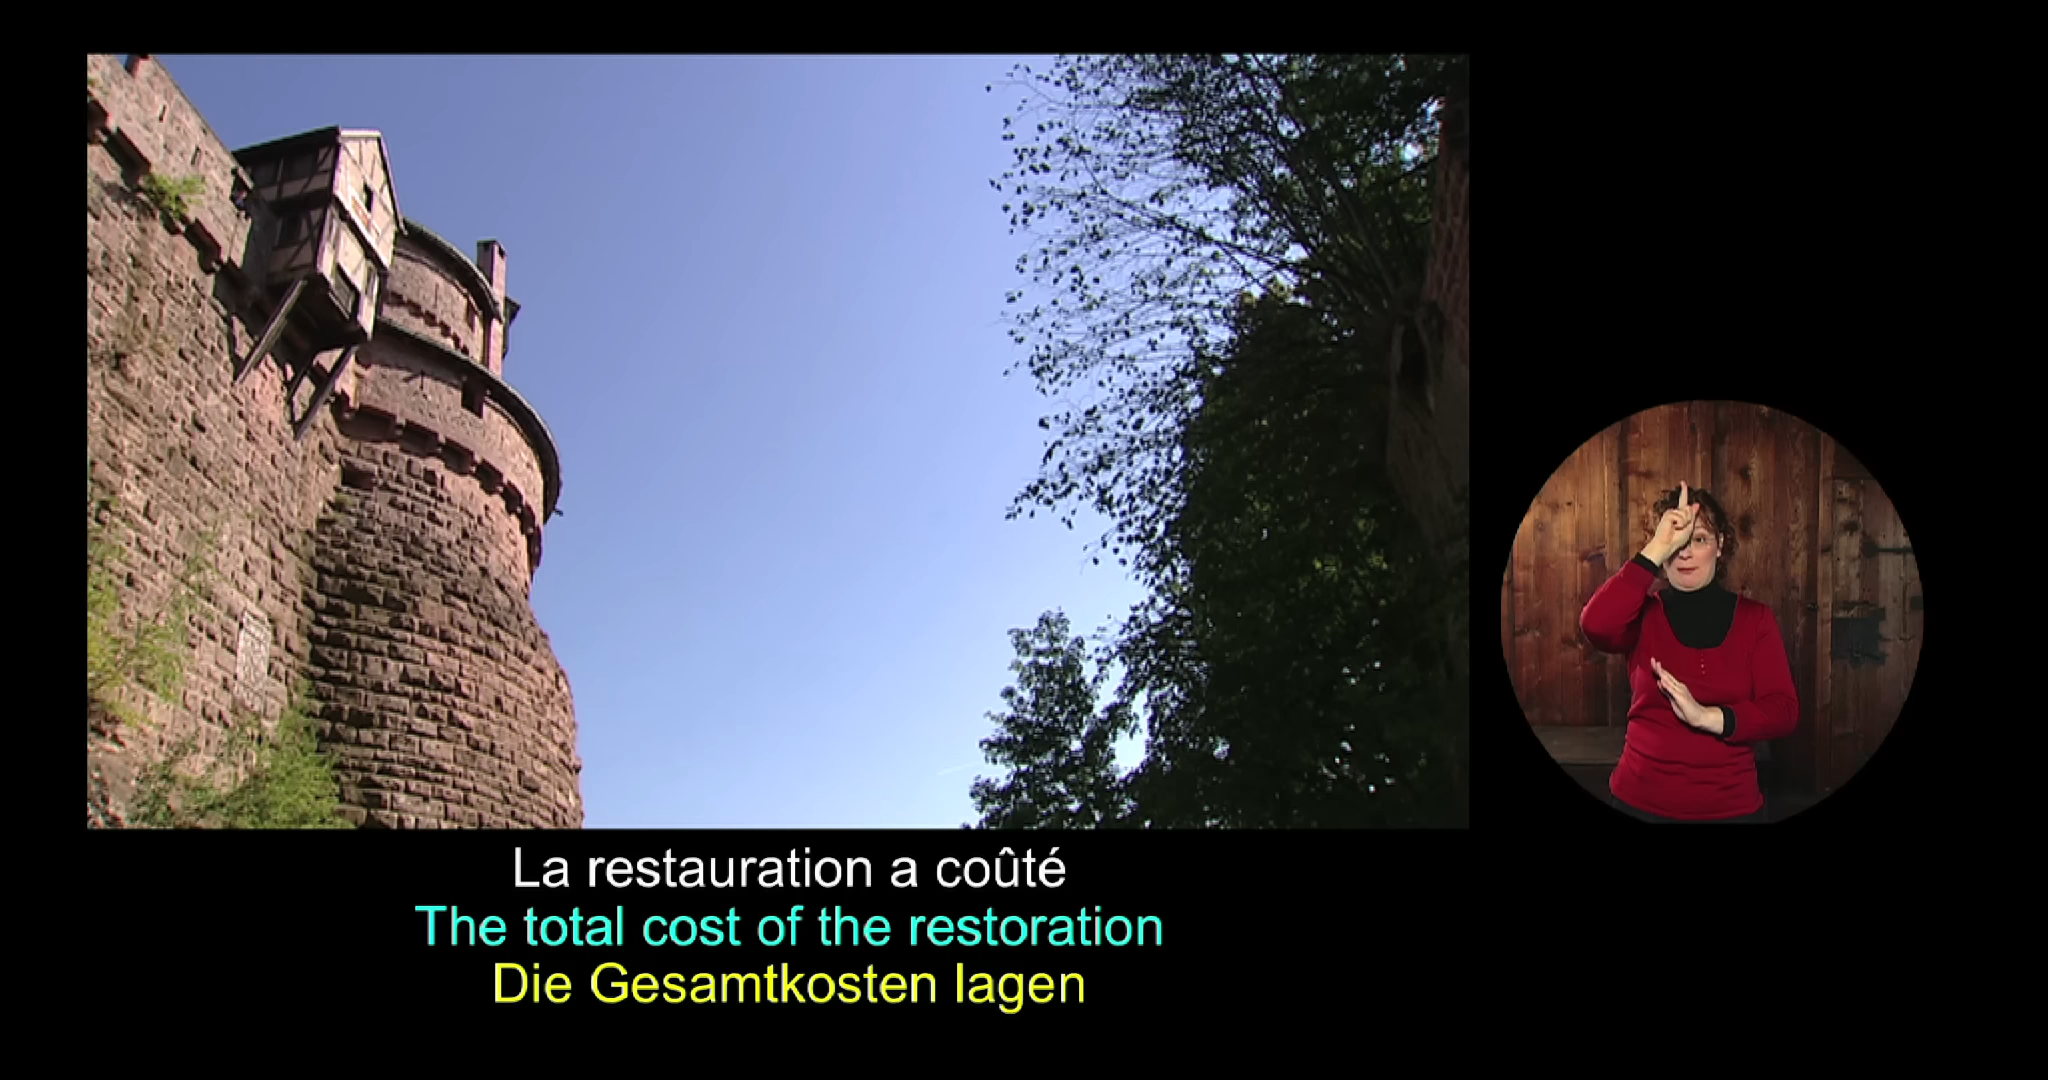 La restauration a coûté
The total cost of the restoration
Die Gesamtkosten lagen